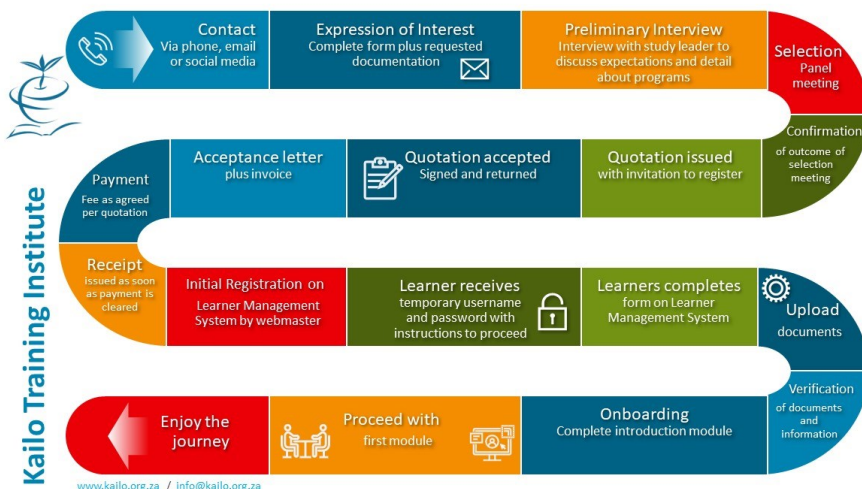 Contact
Via phone, email
or social media
Expression of Interest
Complete form plus requested
documentation
Preliminary Interview
Interview with study leader to
discuss expectations and detail
about programs
Selection
Panel
meeting
Confirmation
of outcome of
selection
meeting
Quotation issued
with invitation to register
Quotation accepted
Signed and returned
Acceptance letter
plus invoice
Payment
Fee as agreed
per quotation
Receipt
issued as soon
as payment is
cleared
Initial Registration on
Learner Management
System by webmaster
Learner receives
temporary username
and password with
instructions to proceed
Learners completes
form on Learner
Management System
Upload
documents
Verification
of documents
and
information
Onboarding
Complete introduction module
Proceed with
first module
Enjoy the
journey
Kailo Training Institute
www.kailo.org.za / info@kailo.org.za